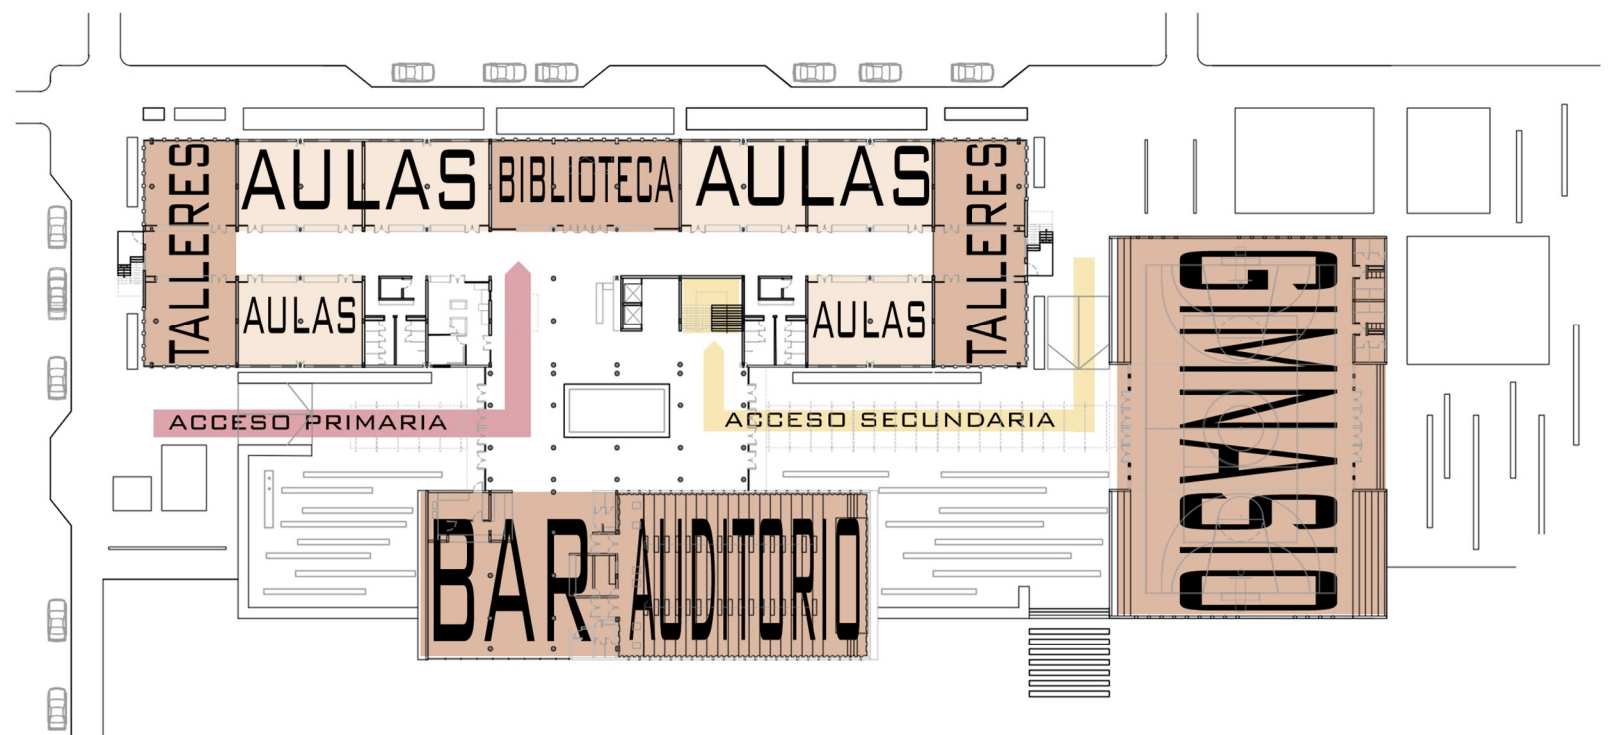 TALLERES
AULAS
BIBLIOTECA
AULAS
TALLERES
AULAS
AULAS
ACCESO PRIMARIA
ACCESO SECUNDARIA
GIMNASIO
BAR
AUDITORIO